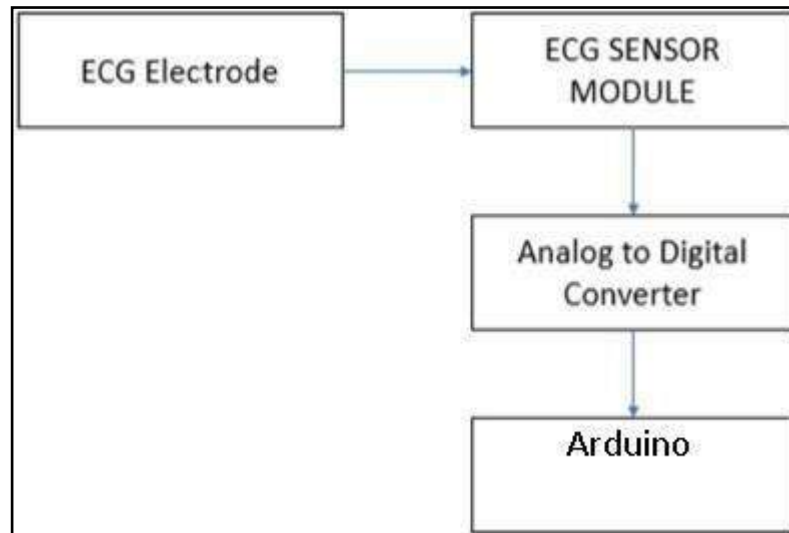 ECG Electrode
ECG SENSOR
MODULE
Analog to Digital
Converter
Arduino